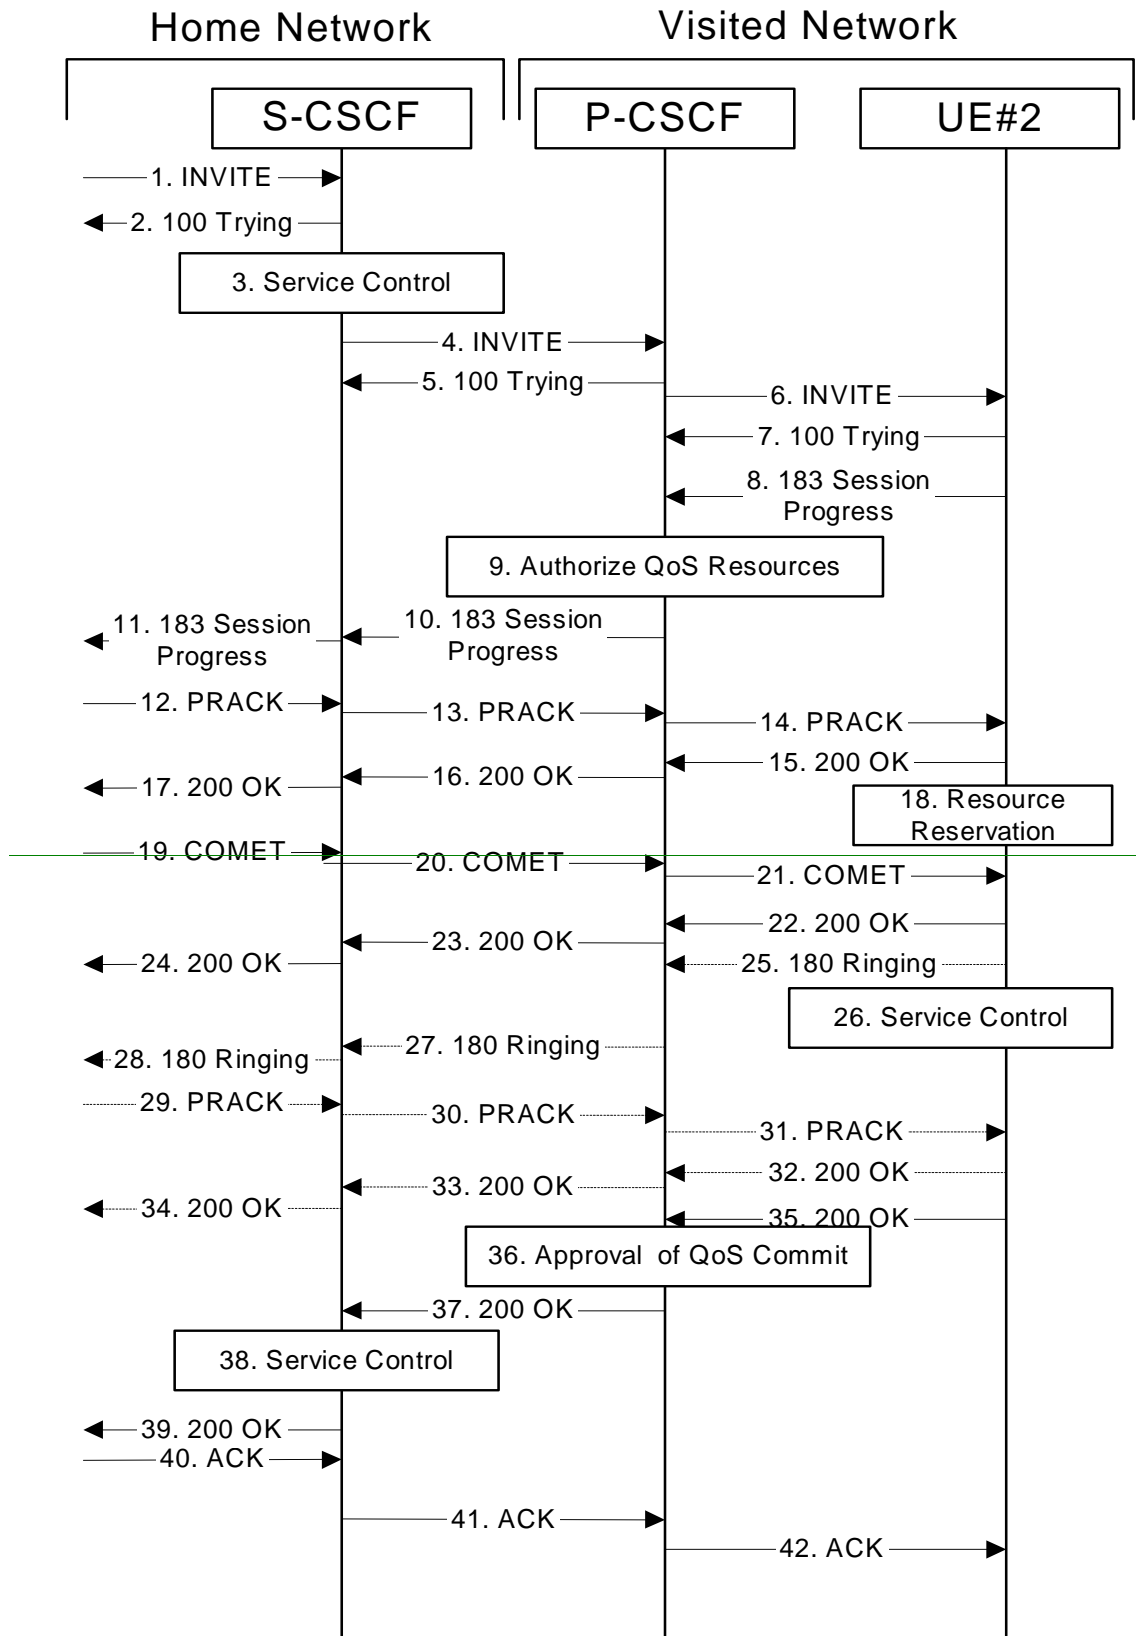 Home Network
Visited Network
S-CSCF
P-CSCF
UE#2
1. INVITE
2. 100 Trying
3. Service Control
4. INVITE
5. 100 Trying
6. INVITE
7. 100 Trying
8. 183 Session
Progress
9. Authorize QoS Resources
10. 183 Session
Progress
11. 183 Session
Progress
12. PRACK
13. PRACK
14. PRACK
15. 200 OK
16. 200 OK
17. 200 OK
18. Resource
Reservation
19. COMET
20. COMET
21. COMET
22. 200 OK
23. 200 OK
24. 200 OK
25. 180 Ringing
26. Service Control
27. 180 Ringing
28. 180 Ringing
29. PRACK
30. PRACK
31. PRACK
32. 200 OK
33. 200 OK
34. 200 OK
35. 200 OK
36. Approval of QoS Commit
37. 200 OK
38. Service Control
39. 200 OK
40. ACK
41. ACK
42. ACK